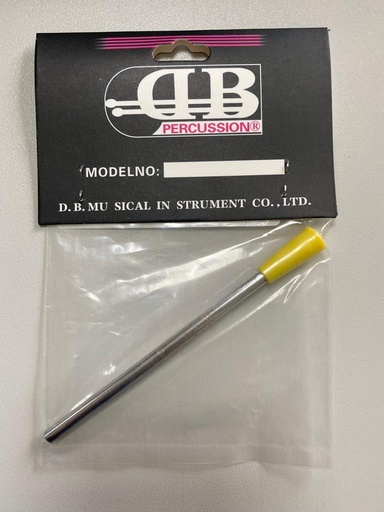 DB
PERCUSSION®
MODELNO:
D.B.MU SICAL IN STRUMENT CO.,LTD.